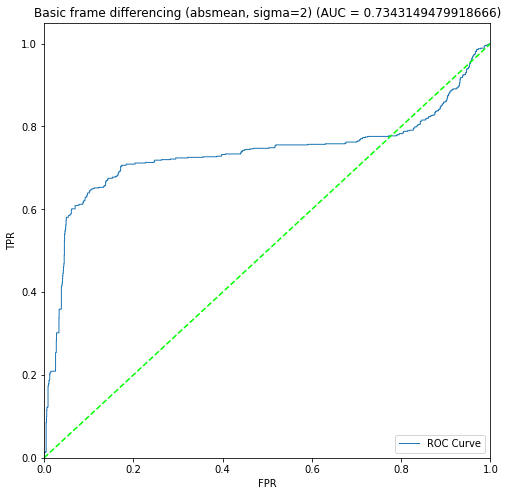 Basic frame differencing (absmean, sigma=2) (AUC = 0.7343149479918666)
1.0
0.8
0.6
0.4
0.2
0.0
TPR
0.0 0.2 0.4 0.6 0.8 1.0
FPR
ROC Curve